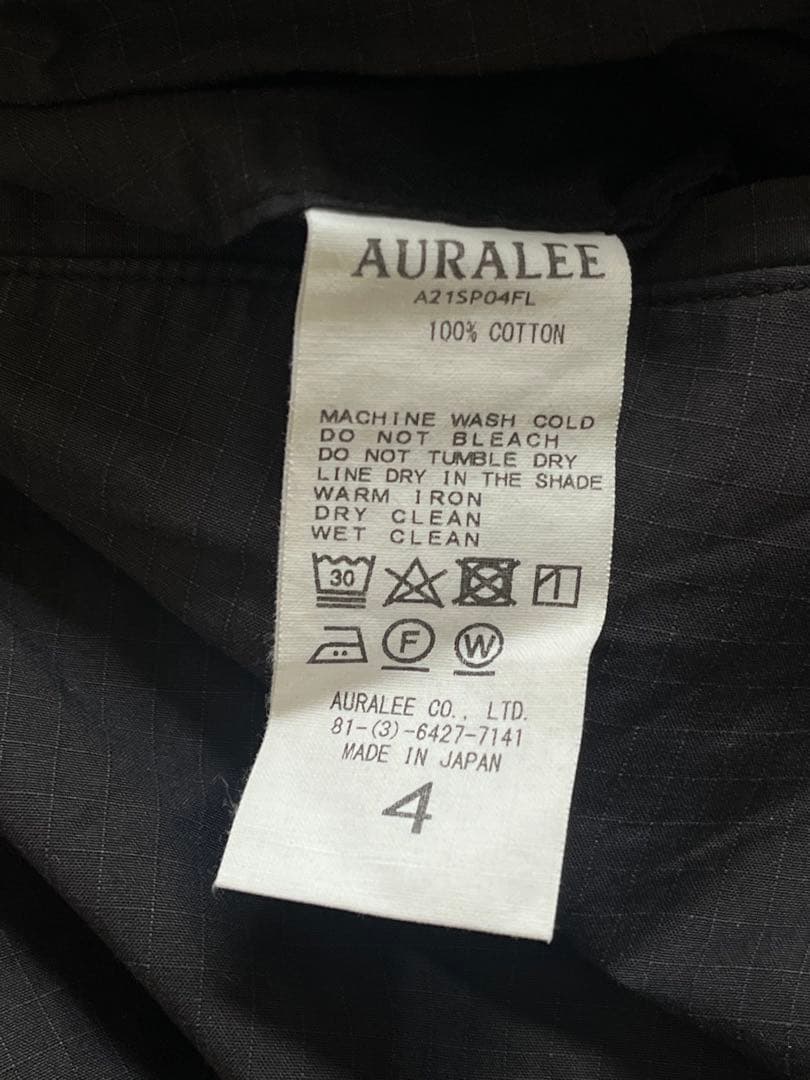 AURALEE
A21SP04FL
100% COTTON
MACHINE WASH COLD
DO NOT BLEACH
DO NOT TUMBLE DRY
LINE DRY IN THE SHADE
WARM IRON
DRY CLEAN
WET CLEAN
30
F W
AURALEE CO., LTD.
81-(3)-6427-7141
MADE IN JAPAN
4